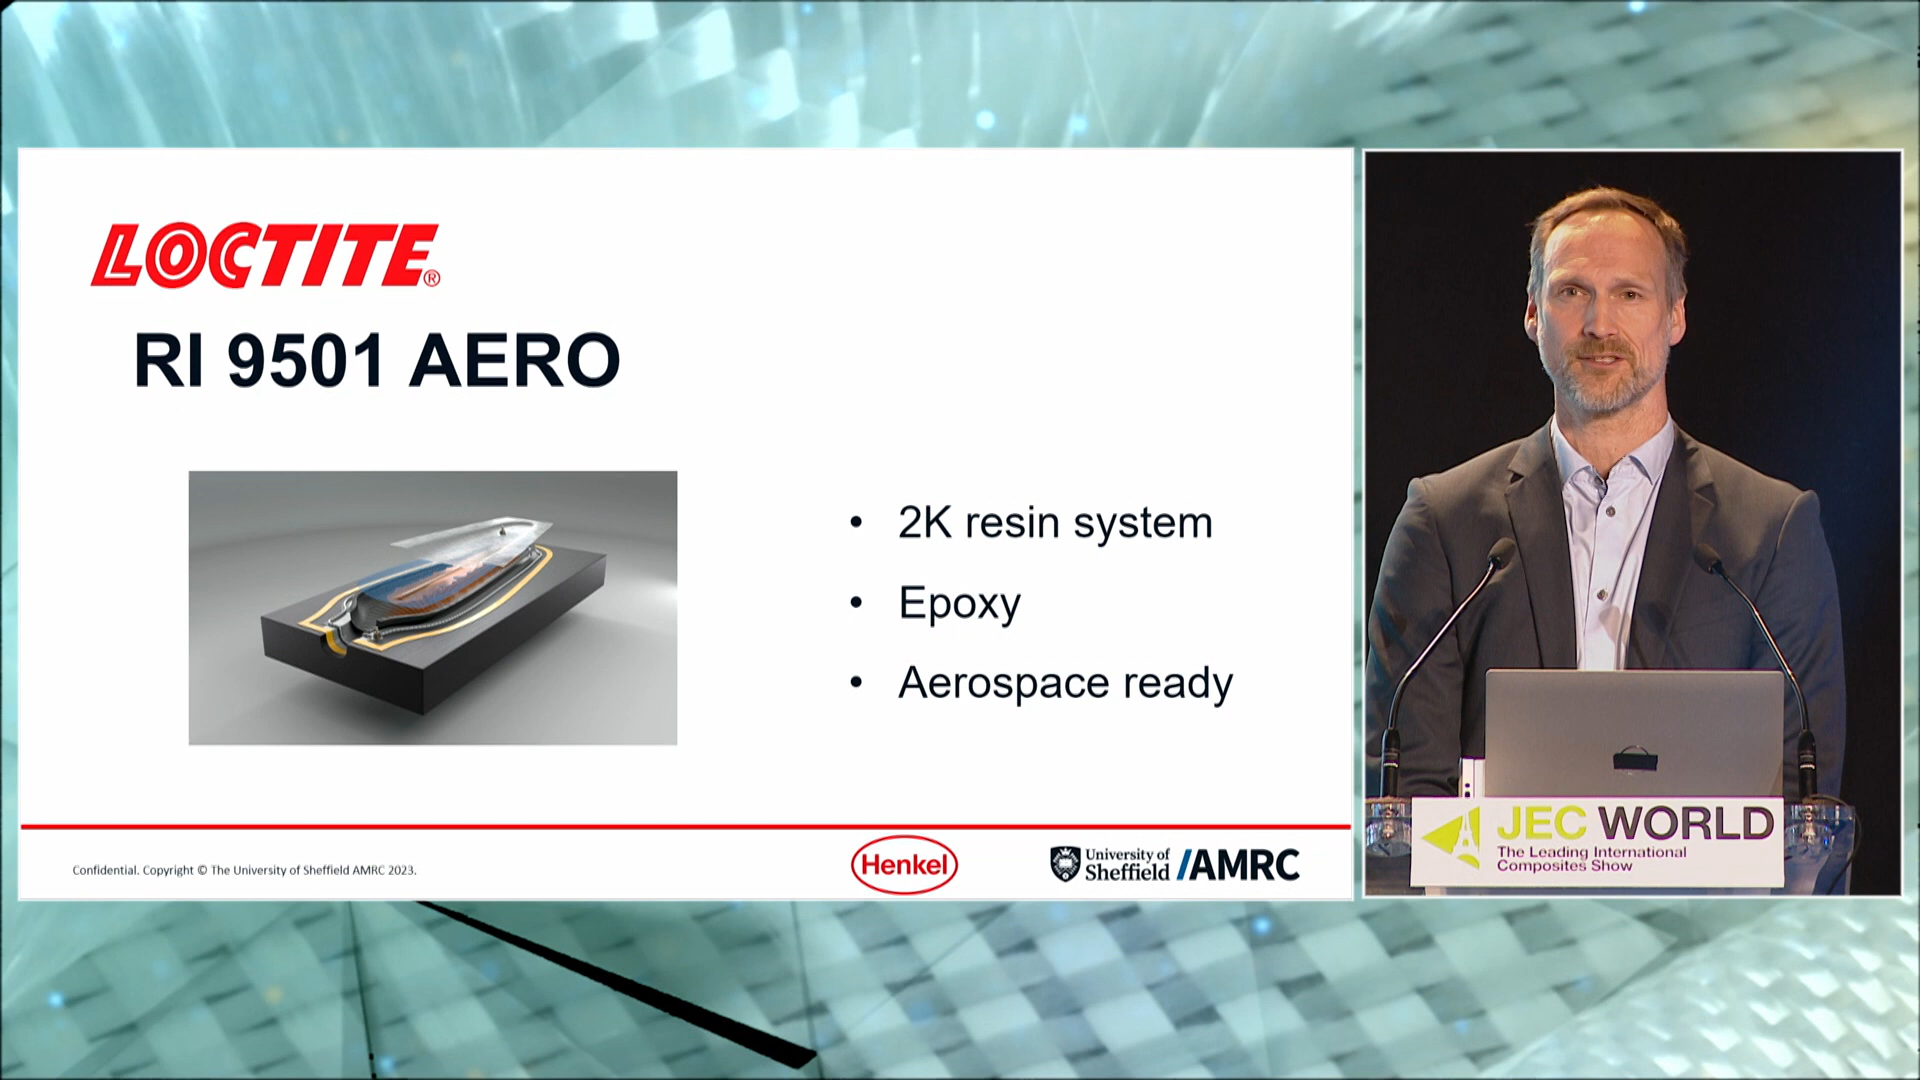 LOCTITE®
RI 9501 AERO
• 2K resin system
• Epoxy
• Aerospace ready
Confidential. Copyright © The University of Sheffield AMRC 2023.
Henkel
University of
Sheffield
/AMRC
JEC WORLD
The Leading International
Composites Show